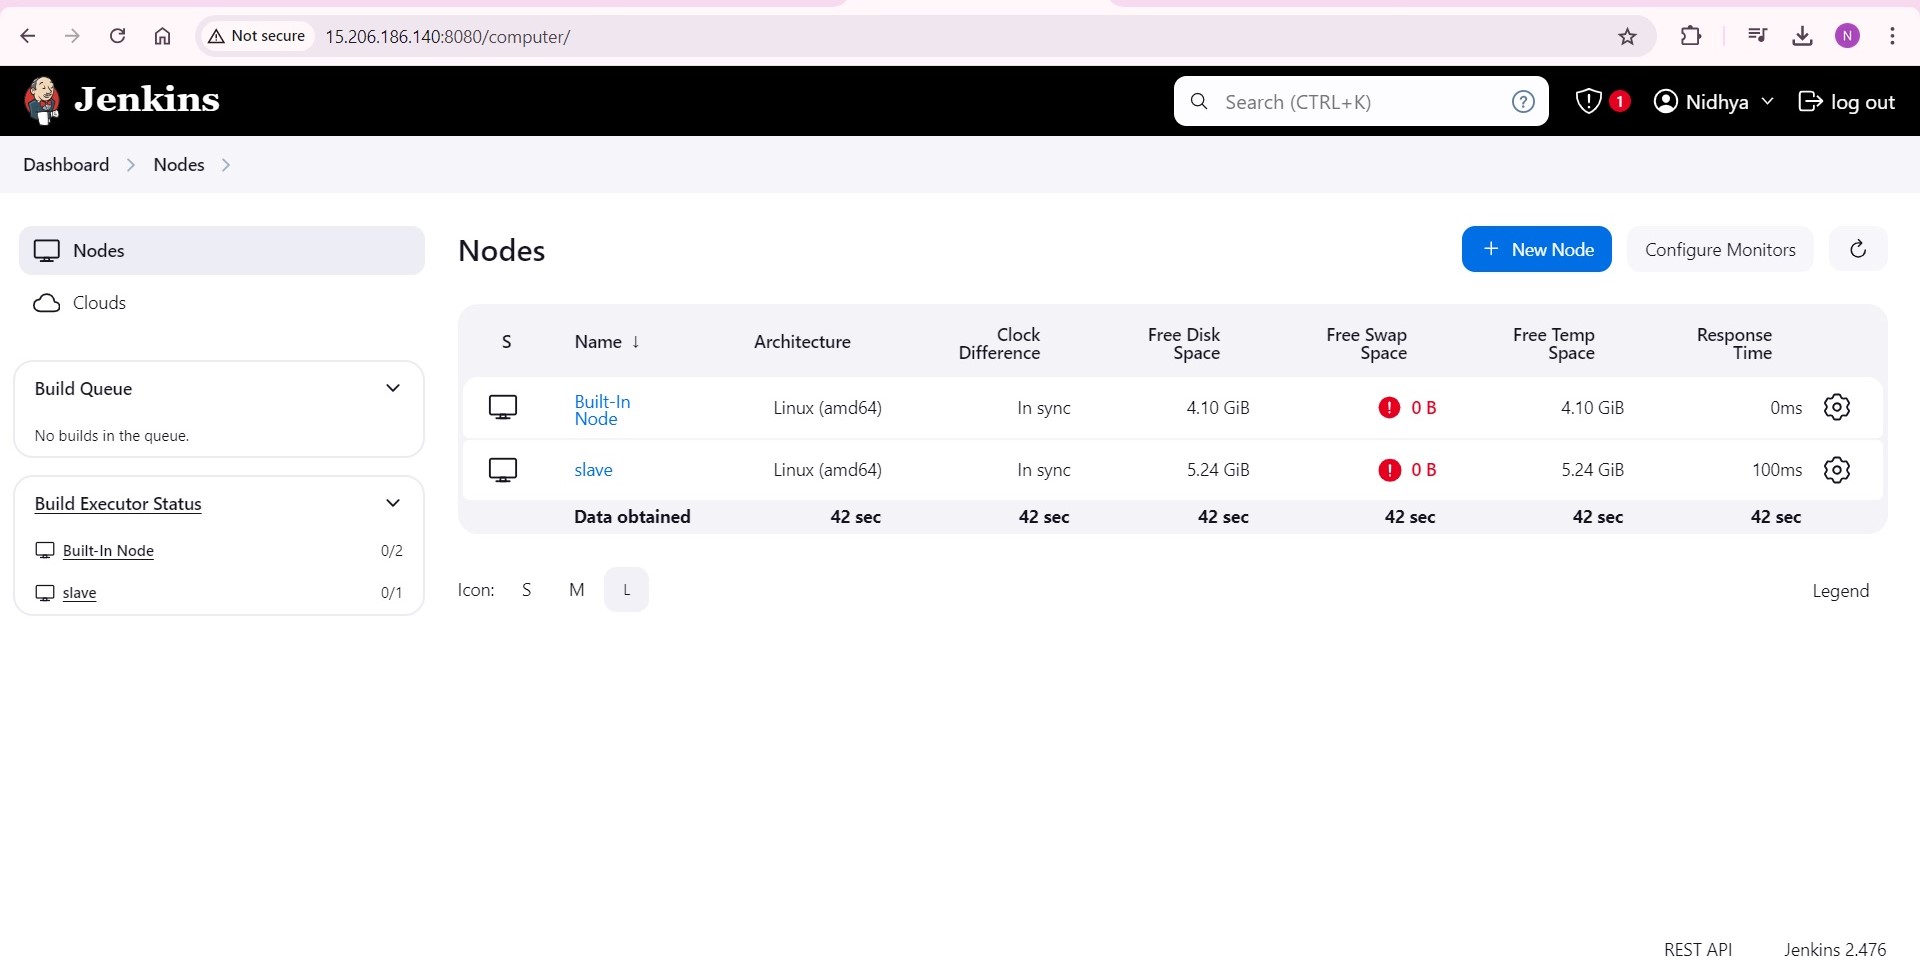 Not secure 15.206.186.140:8080/computer/ N
Jenkins Search (CTRL+K) ? 1 Nidhya log out
Dashboard Nodes
Nodes
Clouds
Build Queue
No builds in the queue.
Build Executor Status
Built-In Node 0/2
slave 0/1
Nodes
+ New Node Configure Monitors
S Name ↓ Architecture Clock Difference Free Disk Space Free Swap Space Free Temp Space Response Time
Built-In Node Linux (amd64) In sync 4.10 GiB ! 0 B 4.10 GiB 0ms
slave Linux (amd64) In sync 5.24 GiB ! 0 B 5.24 GiB 100ms
Data obtained 42 sec 42 sec 42 sec 42 sec 42 sec 42 sec
Icon: S M L Legend
REST API Jenkins 2.476